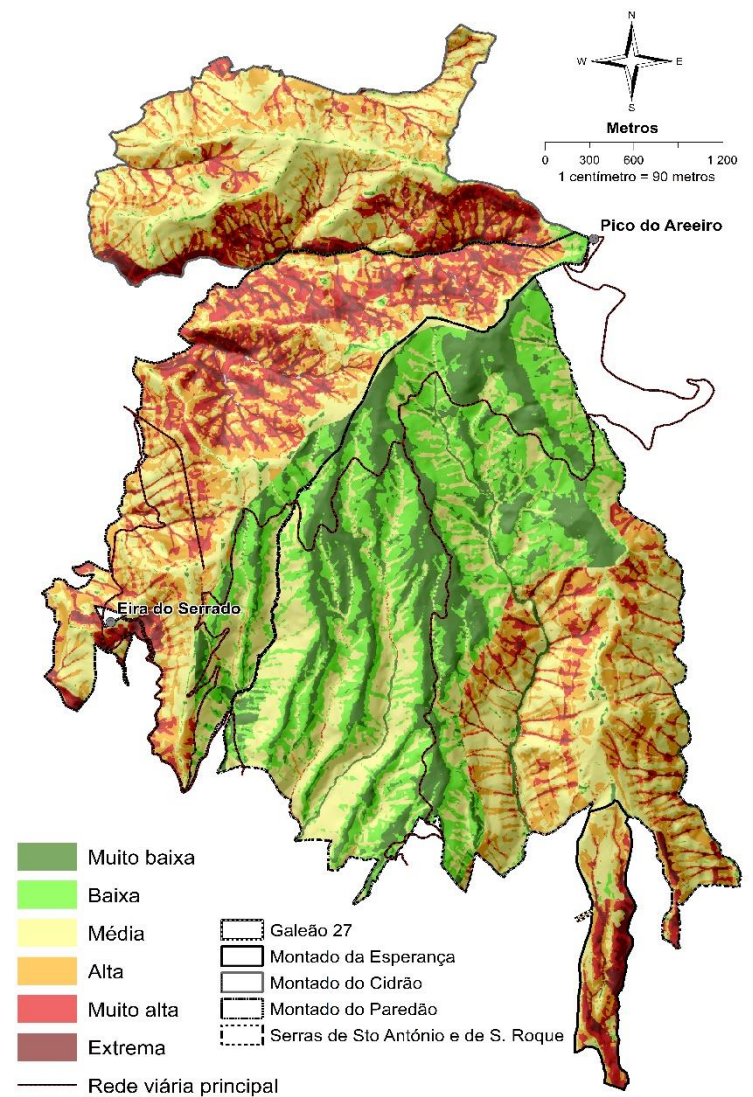 N
W E
S
Metros
0 300 600 1 200
1 centímetro = 90 metros
Pico do Areeiro
Eira do Serrado
Muito baixa
Baixa
Média
Alta
Muito alta
Extrema
Rede viária principal
Galeão 27
Montado da Esperança
Montado do Cidrão
Montado do Paredão
Serras de Sto António e de S. Roque